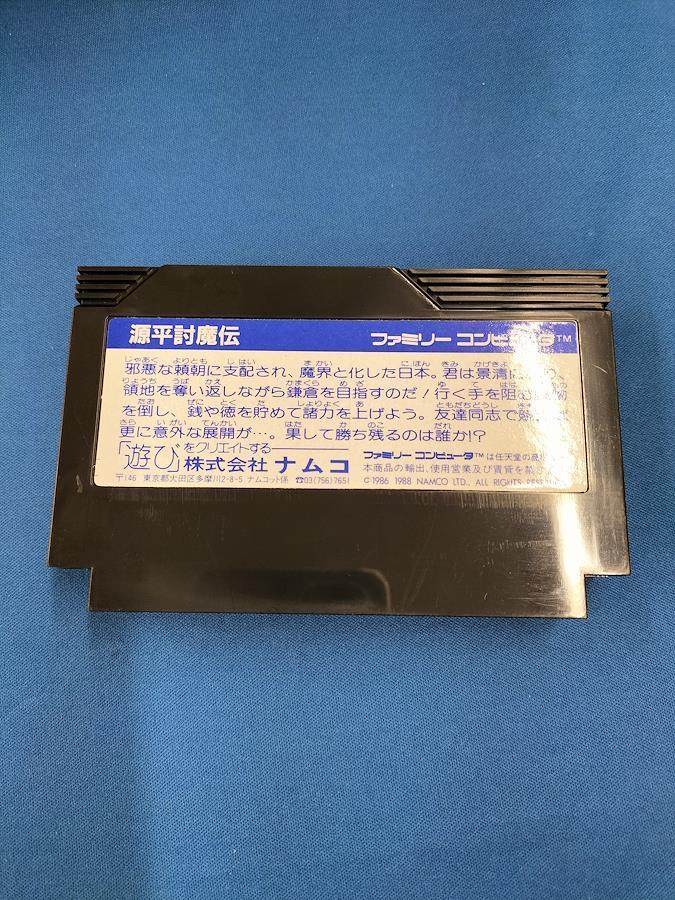 源平討魔伝 ファミリー コンピュータ™
じゃあく よりとも しはい まかい にほん きみ かげきよ
邪悪な頼朝に支配され、魔界と化した日本。君は景清に り、
りょうち うば かえ かまくら めざ ゆ て はば もの
領地を奪い返しながら鎌倉を目指すのだ!行く手を阻 物
たお ぜに とく た しょりょく あ ともだちどうし
を倒し、銭や徳を貯めて諸力を上げよう。友達同志で
さら いがい てんかい はた か のこ だれ
更に意外な展開が…。果して勝ち残るのは誰か!?
「遊び」をクリエイトする 株式会社 ナムコ
〒146 東京都大田区多摩川2-8-5 ナムコット係 ☎03(756)7651
ファミリー コンピュータ™は任天堂の
本商品の輸出、使用営業及び賃貸を
©1986 1988 NAMCO LTD., ALL RIGHTS